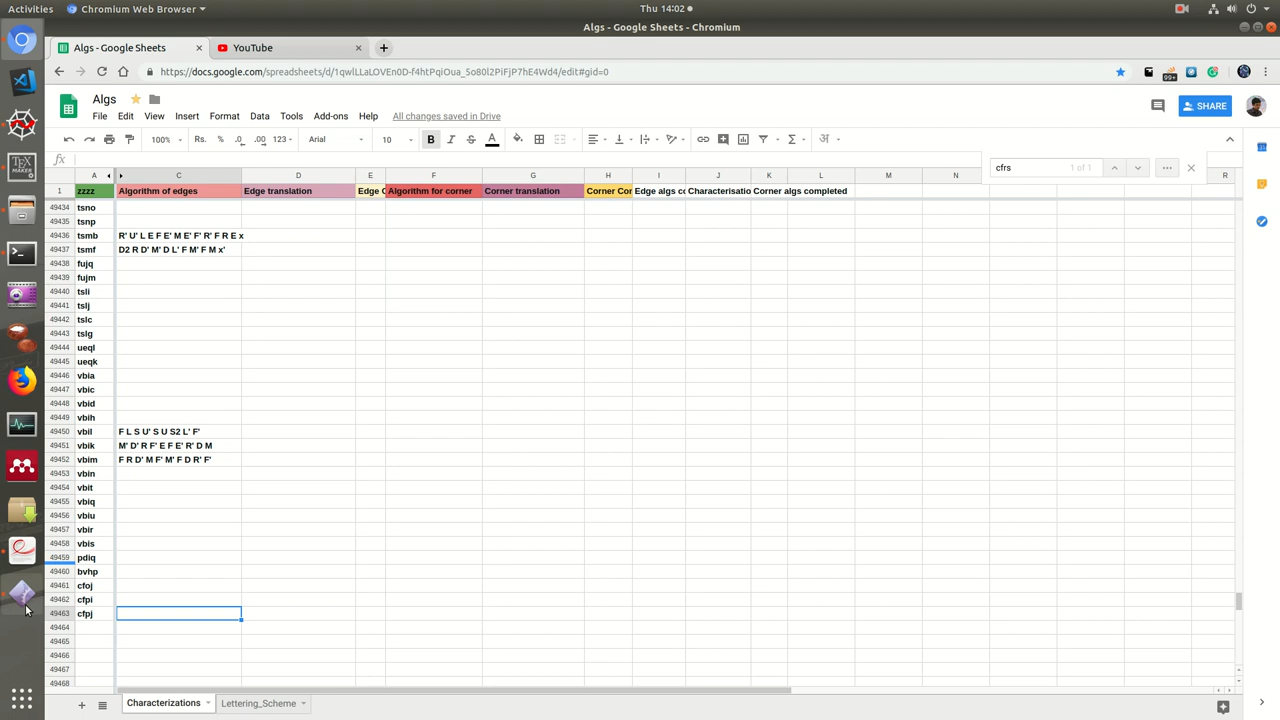 Activities Chromium Web Browser Thu 14:02
Algs - Google Sheets - Chromium
Algs - Google Sheets YouTube
https://docs.google.com/spreadsheets/d/1qwlLLaLOVEn0D-f4htPqiOua_5o80l2PiFjP7hE4Wd4/edit#gid=0
99+
Algs
SHARE
File Edit View Insert Format Data Tools Add-ons Help All changes saved in Drive
100% Rs. % .0 .00 123 Arial 10 B I S A
fx
cfrs 1 of 1
A C D E F G H I J K L M N R
1 zzzz Algorithm of edges Edge translation Edge C Algorithm for corner Corner translation Corner Cor Edge algs co Characterisatio Corner algs completed
49434 tsno
49435 tsnp
49436 tsmb R' U' L E F E' M E' F' R' F R E x
49437 tsmf D2 R D' M' D L' F M' F M x'
49438 fujq
49439 fujm
49440 tsli
49441 tslj
49442 tslc
49443 tslg
49444 ueql
49445 ueqk
49446 vbia
49447 vbic
49448 vbid
49449 vbih
49450 vbil F L S U' S U S2 L' F'
49451 vbik M' D' R F' E F E' R' D M
49452 vbim F R D' M F' M' F D R' F'
49453 vbin
49454 vbit
49455 vbiq
49456 vbiu
49457 vbir
49458 vbis
49459 pdiq
49460 bvhp
49461 cfoj
49462 cfpi
49463 cfpj
49464
49465
49466
49467
49468
Characterizations Lettering_Scheme